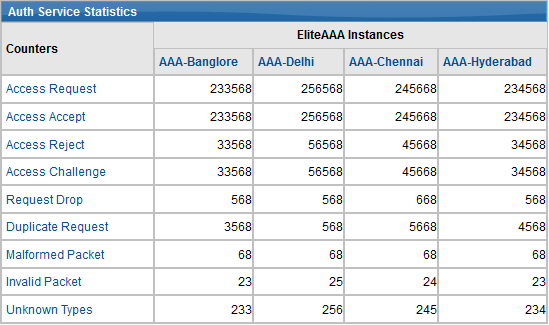 Auth Service Statistics
Counters EliteAAA Instances
AAA-Banglore AAA-Delhi AAA-Chennai AAA-Hyderabad
Access Request 233568 256568 245668 234568
Access Accept 233568 256568 245668 234568
Access Reject 33568 56568 45668 34568
Access Challenge 33568 56568 45668 34568
Request Drop 568 568 668 568
Duplicate Request 3568 568 5668 4568
Malformed Packet 68 68 68 68
Invalid Packet 23 25 24 23
Unknown Types 233 256 245 234